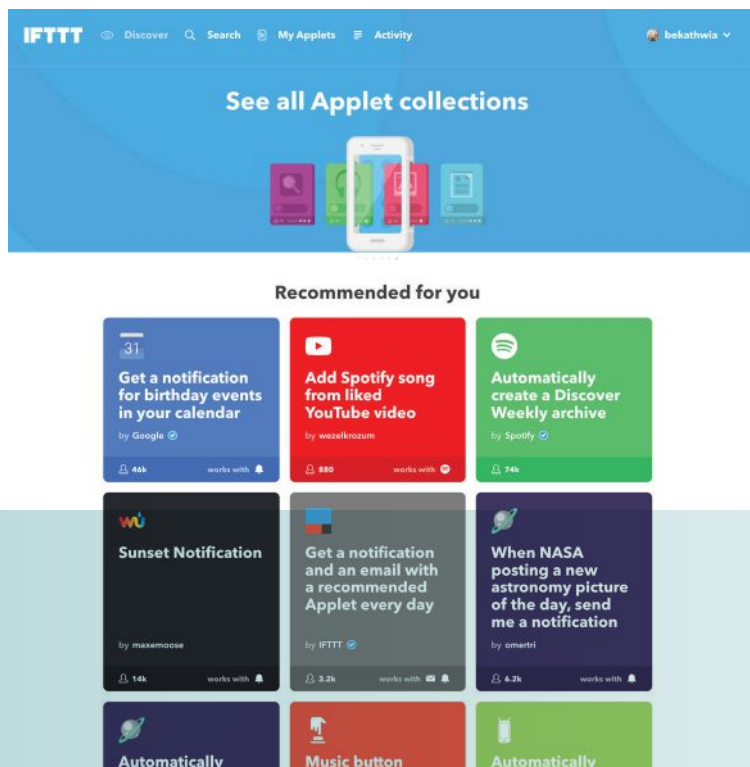 IFTTT Discover Search My Applets Activity bekathwia
See all Applet collections
Recommended for you
31
Get a notification
for birthday events
in your calendar
by Google
46k works with
Add Spotify song
from liked
YouTube video
by wezelkrozum
880 works with
Automatically
create a Discover
Weekly archive
by Spotify
74k
wu
Sunset Notification
by maxemoose
14k works with
Get a notification
and an email with
a recommended
Applet every day
by IFTTT
3.2k works with
When NASA
posting a new
astronomy picture
of the day, send
me a notification
by omertri
6.2k works with
Automatically
Music button
Automatically